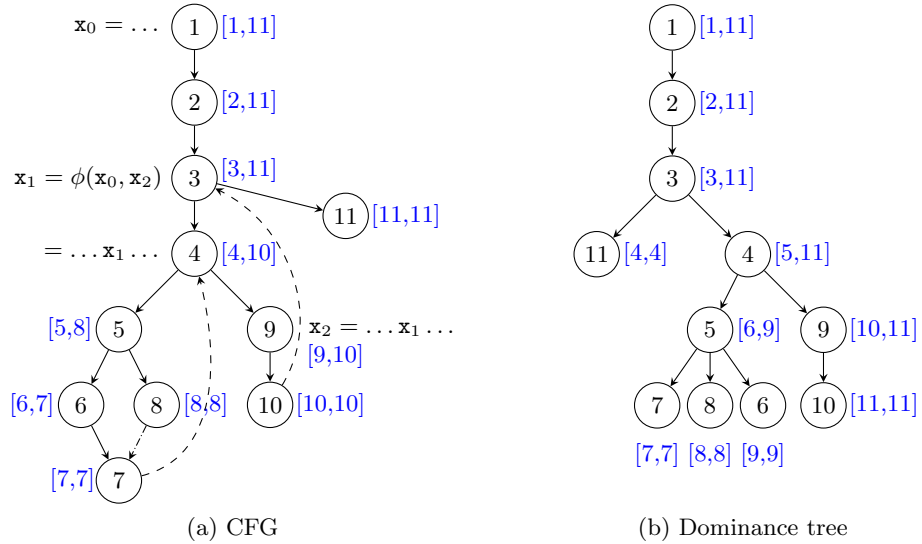 x₀ = … 1 [1,11]
2 [2,11]
x₁ = ϕ(x₀, x₂) 3 [3,11]
11 [11,11]
= … x₁ … 4 [4,10]
[5,8] 5 9 x₂ = … x₁ …
[9,10]
[6,7] 6 8 [8,8] 10 [10,10]
[7,7] 7
(a) CFG
1 [1,11]
2 [2,11]
3 [3,11]
11 [4,4] 4 [5,11]
5 [6,9] 9 [10,11]
7 8 6 10 [11,11]
[7,7] [8,8] [9,9]
(b) Dominance tree